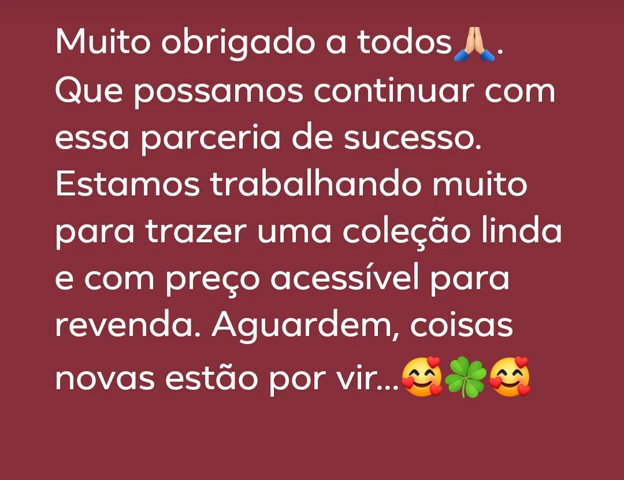 Muito obrigado a todos🙏🏼.
Que possamos continuar com
essa parceria de sucesso.
Estamos trabalhando muito
para trazer uma coleção linda
e com preço acessível para
revenda. Aguardem, coisas
novas estão por vir...🥰🍀🥰